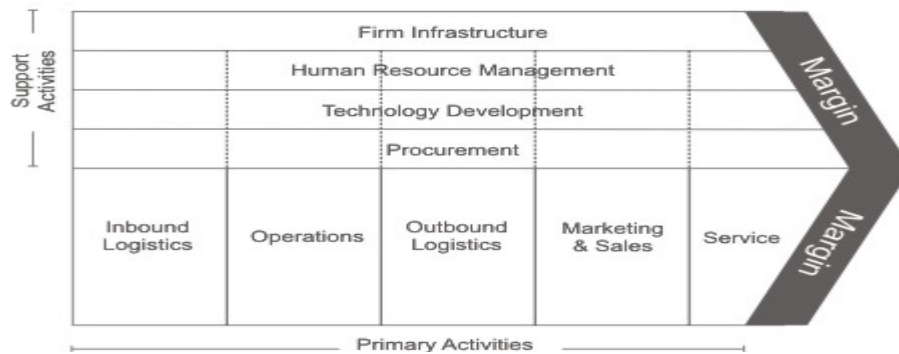 Support
Activities
Firm Infrastructure
Human Resource Management
Technology Development
Procurement
Margin
Inbound
Logistics
Operations
Outbound
Logistics
Marketing
& Sales
Service
Margin
Primary Activities